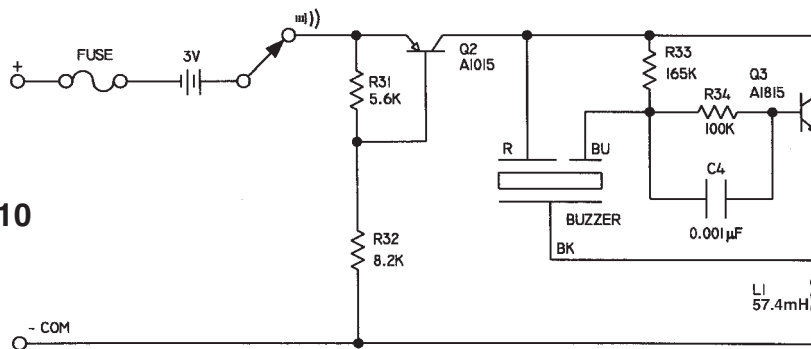 +
FUSE
3V
Q2
A1015
R31
5.6K
R33
165K
R34
100K
Q3
A1815
R
BU
BUZZER
BK
C4
0.001µF
10
R32
8.2K
L1
57.4mH
- COM